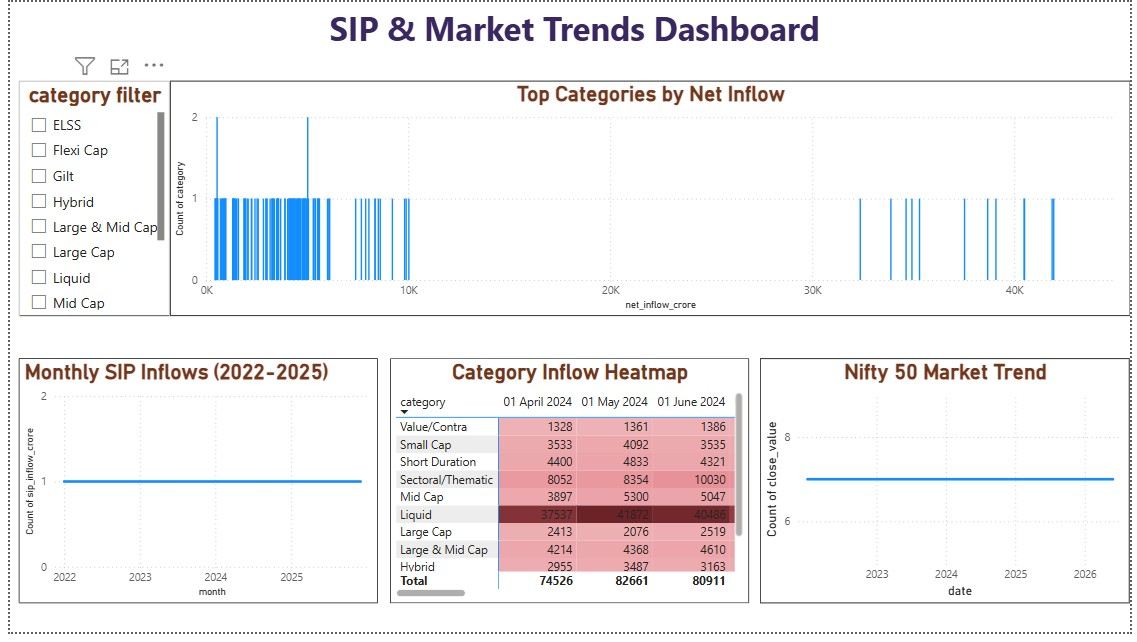 SIP & Market Trends Dashboard
category filter
ELSS
Flexi Cap
Gilt
Hybrid
Large & Mid Cap
Large Cap
Liquid
Mid Cap
Top Categories by Net Inflow
Count of category
2
1
0
0K 10K 20K 30K 40K
net_inflow_crore
Monthly SIP Inflows (2022-2025)
Count of sip_inflow_crore
2
1
0
2022 2023 2024 2025
month
Category Inflow Heatmap
category 01 April 2024 01 May 2024 01 June 2024
Value/Contra 1328 1361 1386
Small Cap 3533 4092 3535
Short Duration 4400 4833 4321
Sectoral/Thematic 8052 8354 10030
Mid Cap 3897 5300 5047
Liquid 37537 41872 40486
Large Cap 2413 2076 2519
Large & Mid Cap 4214 4368 4610
Hybrid 2955 3487 3163
Total 74526 82661 80911
Nifty 50 Market Trend
Count of close_value
8
6
2023 2024 2025 2026
date